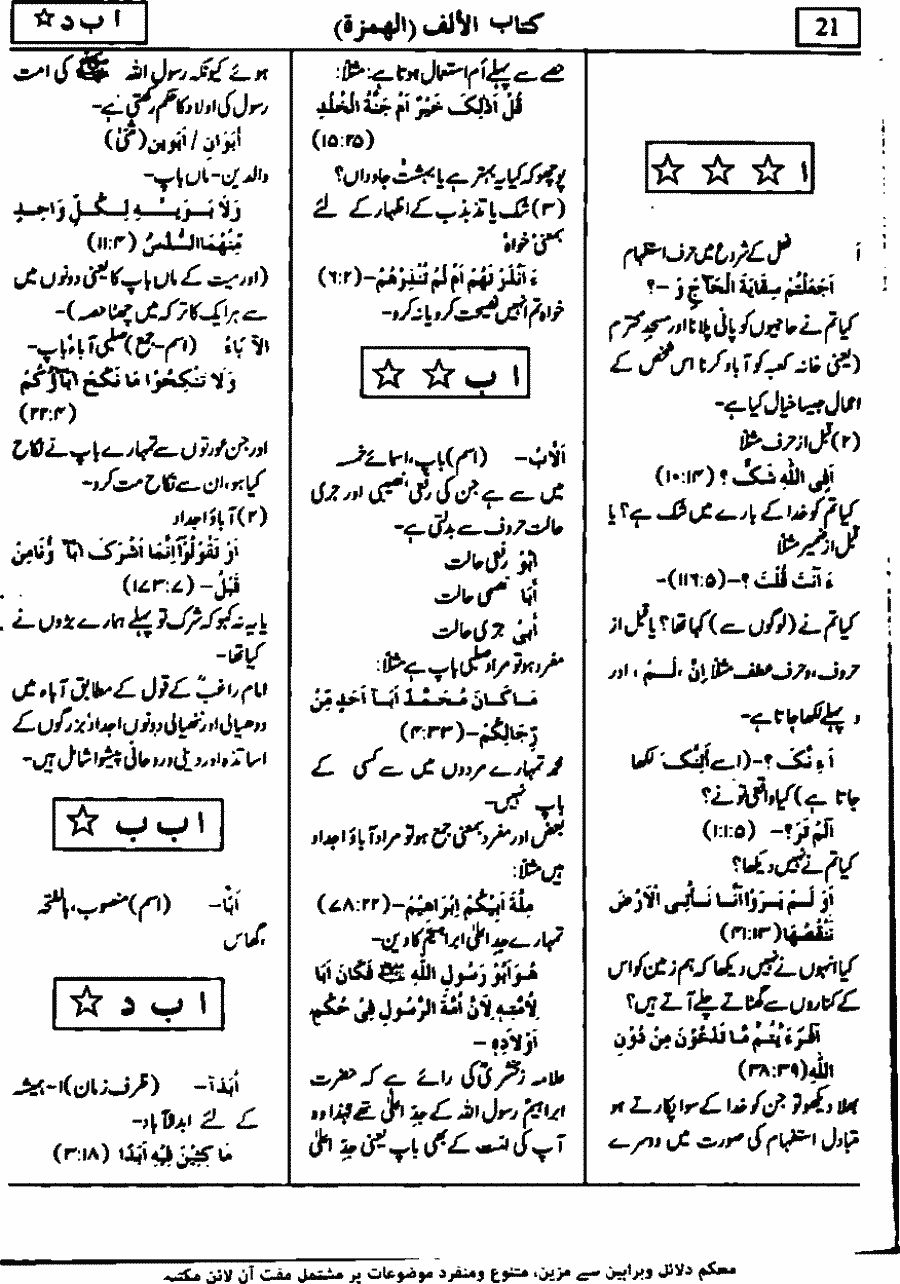 21
كتاب الألف (الهمزة)
ا ب د ☆
ا ☆ ☆ ☆
أ فعل کے شروع میں حرف استفہام
اَجَعَلْتُمْ سِقَايَةَ الْحَآجِّ وَ -؟
کیا تم نے حاجیوں کو پانی پلانا اور مسجد محترم
(یعنی خانہ کعبہ کو آباد کرنا اس شخص کے
اعمال جیسا خیال کیا ہے-
(۲) قبل از حرف مثلاً
اَفِى اللّٰهِ شَکٌّ ؟ (۱۰:۱۴)
کیا تم کو خدا کے بارے میں شک ہے؟ یا
قبل از ضمیر مثلاً
ءَ اَنْتَ قُلْتَ ؟-(۱۱۶:۵)-
کیا تم نے (لوگوں سے) کہا تھا؟ یا قبل از
حروف، و حرف عطف مثلاً اِنْ ، لَمْ ، اور
و پہلے لکھا جاتا ہے-
اَءِ نَّکَ ؟-(اسے اَئِنَّکَ لکھا
جاتا ہے) کیا واقعی تو نے؟
اَلَمْ تَرَ؟- (۱:۱۰۵)
کیا تم نے نہیں دیکھا؟
اَوَ لَمْ يَرَوْا اَنَّا نَأْتِى الْاَرْضَ
نَنْقُصُهَا (۴۱:۱۳)
کیا انہوں نے نہیں دیکھا کہ ہم زمین کو اس
کے کناروں سے گھٹاتے چلے آتے ہیں؟
اَفَرَءَيْتُمْ مَّا تَدْعُوْنَ مِنْ دُوْنِ
اللّٰهِ (۳۸:۳۹)
بھلا دیکھو تو جن کو خدا کے سوا پکارتے ہو
متبادل استفہام کی صورت میں دوسرے
حصے سے پہلے اَم استعمال ہوتا ہے: مثلاً:
قُلْ اَذٰلِکَ خَيْرٌ اَمْ جَنَّةُ الْخُلْدِ
(۱۵:۲۵)
پوچھو کہ کیا یہ بہتر ہے یا بہشت جاوداں؟
(۳) شک یا تذبذب کے اظہار کے لئے
بمعنی خواہ
ءَ اَنْذَرْتَهُمْ اَمْ لَمْ تُنْذِرْهُمْ-(۶:۲)
خواہ تم انہیں نصیحت کرو یا نہ کرو-
ا ب ☆ ☆
اَلْاَبُ- (اسم) باپ، اسمائے خمسہ
میں سے ہے جن کی رفعی نصبی اور جری
حالت حروف سے بدلتی ہے-
اَبُوْ رفعی حالت
أَبَا نصبی حالت
أَبِیْ جری حالت
مفرد ہو تو مراد صلبی باپ ہے مثلاً:
مَا کَانَ مُحَمَّدٌ اَبَآ اَحَدٍ مِّنْ
رِّجَالِکُمْ-(۴:۳۳)
محمد تمہارے مردوں میں سے کسی کے
باپ نہیں-
بعض اور مفرد بمعنی جمع ہو تو مراد آباؤ اجداد
ہیں مثلاً:
مِلَّةَ اَبِيْکُمْ اِبْرَاهِيْمَ-(۷۸:۲۲)
تمہارے جدِ اعلیٰ ابراہیمؑ کا دین-
هُوَ اَبُوْ رَسُوْلِ اللّٰهِ ﷺ فَکَانَ اَبًا
لِاُمَّتِهٖ لِاَنَّ اُمَّةَ الرَّسُوْلِ فِیْ حُکْمِ
اَوْلَادِهٖ -
علامہ زمخشریؒ کی رائے ہے کہ حضرت
ابراہیمؑ رسول اللہ کے جدِ اعلیٰ تھے لہٰذا وہ
آپ کی امت کے بھی باپ یعنی جدِ اعلیٰ
ہوئے کیونکہ رسول اللہ ﷺ کی امت
رسول کی اولاد کا حکم رکھتی ہے-
أَبَوَانِ / اَبَوین (مثنیٰ)
والدین- ماں باپ-
وَلَا بَوَيْهِ لِکُلِّ وَاحِدٍ
مِّنْهُمَا السُّدُسُ (۱۱:۴)
(اور میت کے ماں باپ کا یعنی دونوں میں
سے ہر ایک کا ترکہ میں چھٹا حصہ)-
الآبَاءُ (اسم-جمع) صلبی آباء باپ-
وَلَا تَنْکِحُوْا مَا نَکَحَ اٰبَآؤُکُمْ
(۲۲:۴)
اور جن عورتوں سے تمہارے باپ نے نکاح
کیا ہو، ان سے نکاح مت کرو-
(۲) آباؤ اجداد
اَوْ تَقُوْلُوْآ اِنَّمَا اَشْرَکَ اٰبَآ ؤُنَا مِنْ
قَبْلُ- (۱۷۳:۷)
یا یہ نہ کہو کہ شرک تو پہلے ہمارے بڑوں نے
کیا تھا-
امام راغبؒ کے قول کے مطابق آباء میں
ددھیالی اور ننھیالی دونوں اجداد بزرگوں کے
اساتذہ اور دینی و روحانی پیشوا شامل ہیں-
ا ب ب ☆
اَبًّا- (اسم) منصوب، بالفتحہ
گھاس
ا ب د ☆
اَبَدًا- (ظرف زمان) ۱-ہمیشہ
کے لئے ابدالآباد-
مَا کِثِيْنَ فِيْهِ اَبَدًا (۳:۱۸)
محکم دلائل وبراہین سے مزین، متنوع ومنفرد موضوعات پر مشتمل مفت آن لائن مکتبہ